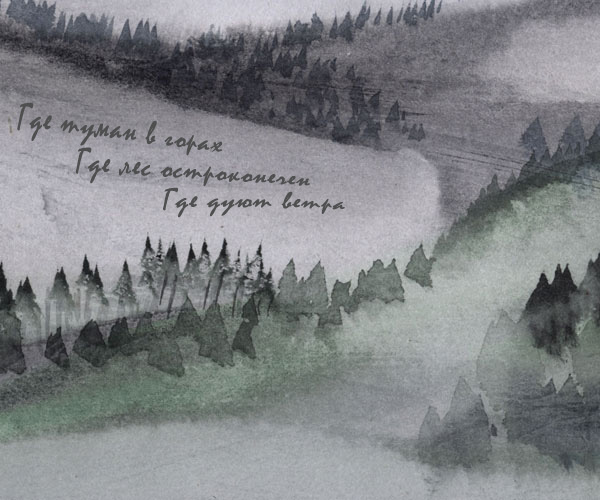 Где туман в горах
Где лес остроконечен
Где дуют ветра